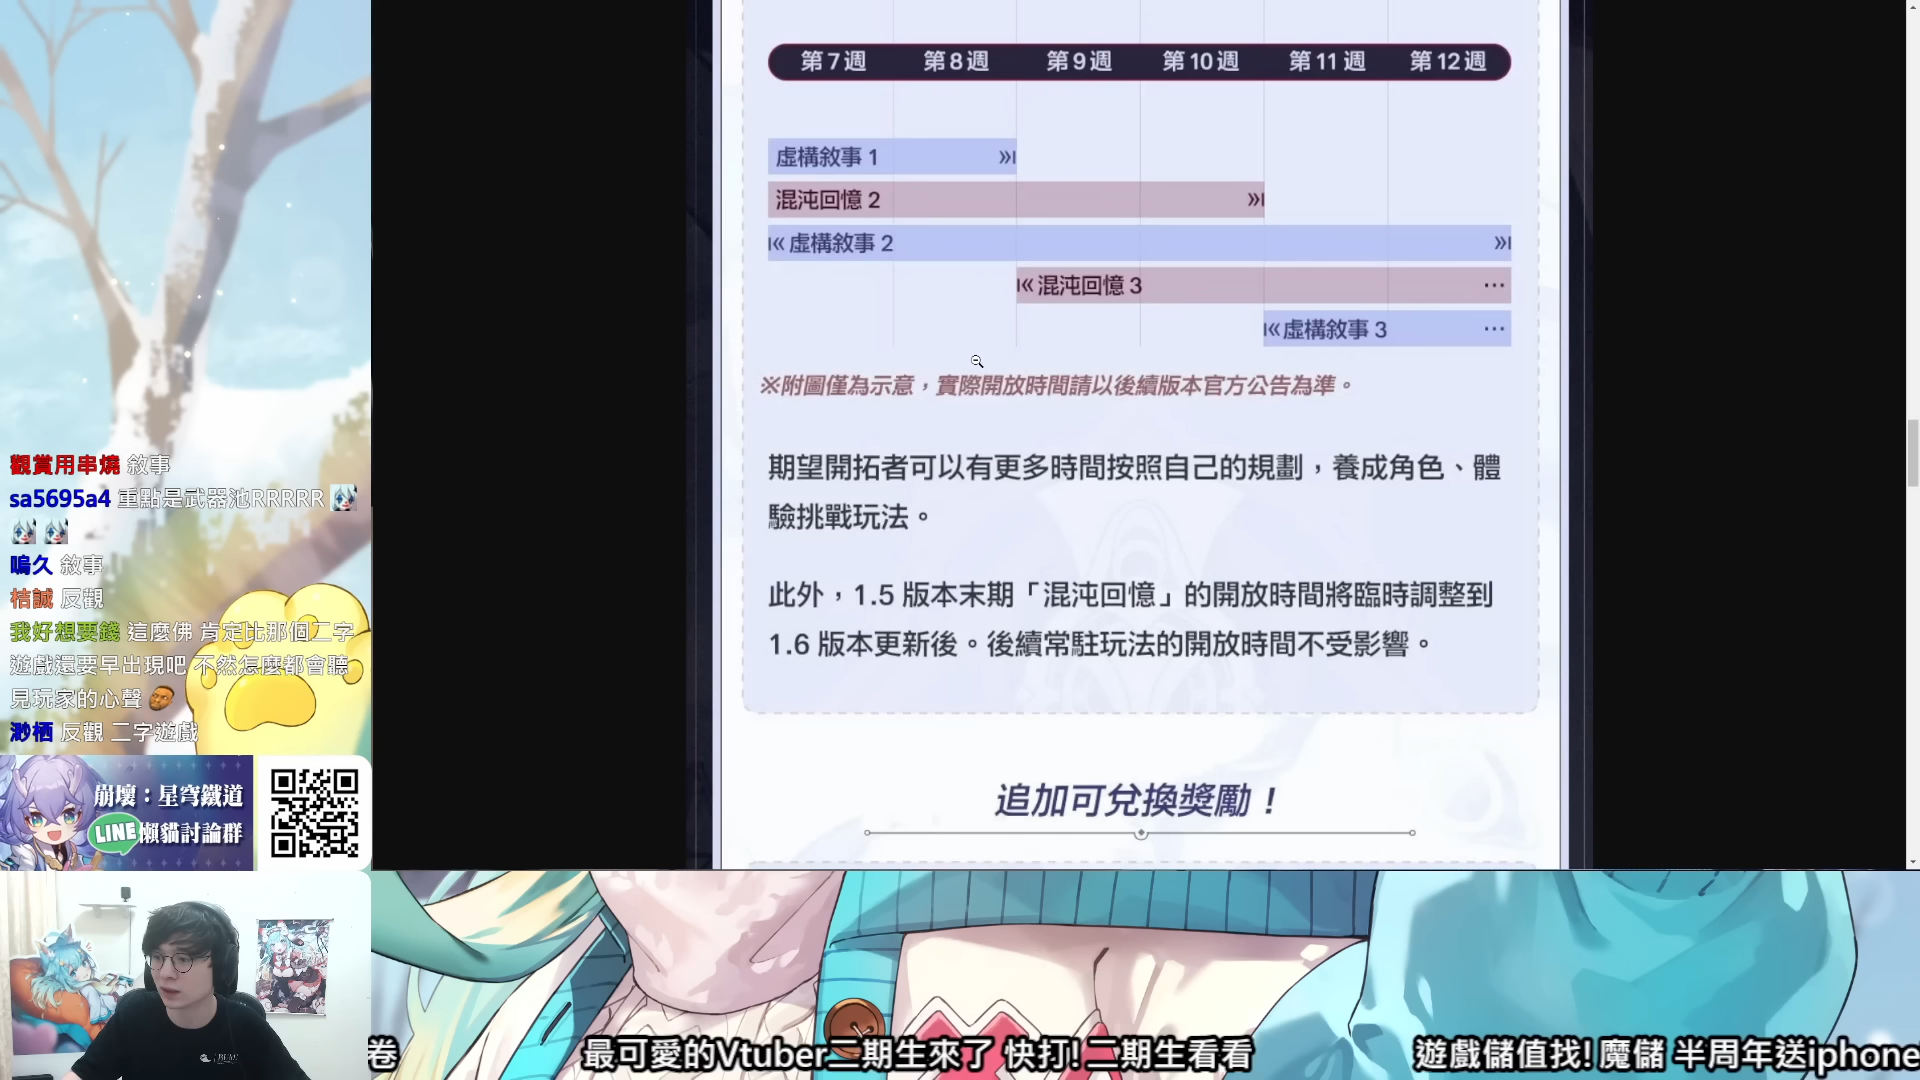 第7週 第8週 第9週 第10週 第11週 第12週
虛構敘事 1
混沌回憶 2
虛構敘事 2
混沌回憶 3 ···
虛構敘事 3 ···
※附圖僅為示意，實際開放時間請以後續版本官方公告為準。
期望開拓者可以有更多時間按照自己的規劃，養成角色、體
驗挑戰玩法。
此外，1.5 版本末期「混沌回憶」的開放時間將臨時調整到
1.6 版本更新後。後續常駐玩法的開放時間不受影響。
追加可兌換獎勵！
觀賞用串燒 敘事
sa5695a4 重點是武器池RRRRR
鳴久 敘事
桔誠 反觀
我好想要錢 這麼佛 肯定比那個二字
遊戲還要早出現吧 不然怎麼都會聽
見玩家的心聲
渺栖 反觀 二字遊戲
崩壞：星穹鐵道
LINE 懶貓討論群
卷 最可愛的Vtuber二期生來了 快打! 二期生看看 遊戲儲值找! 魔儲 半周年送iphone